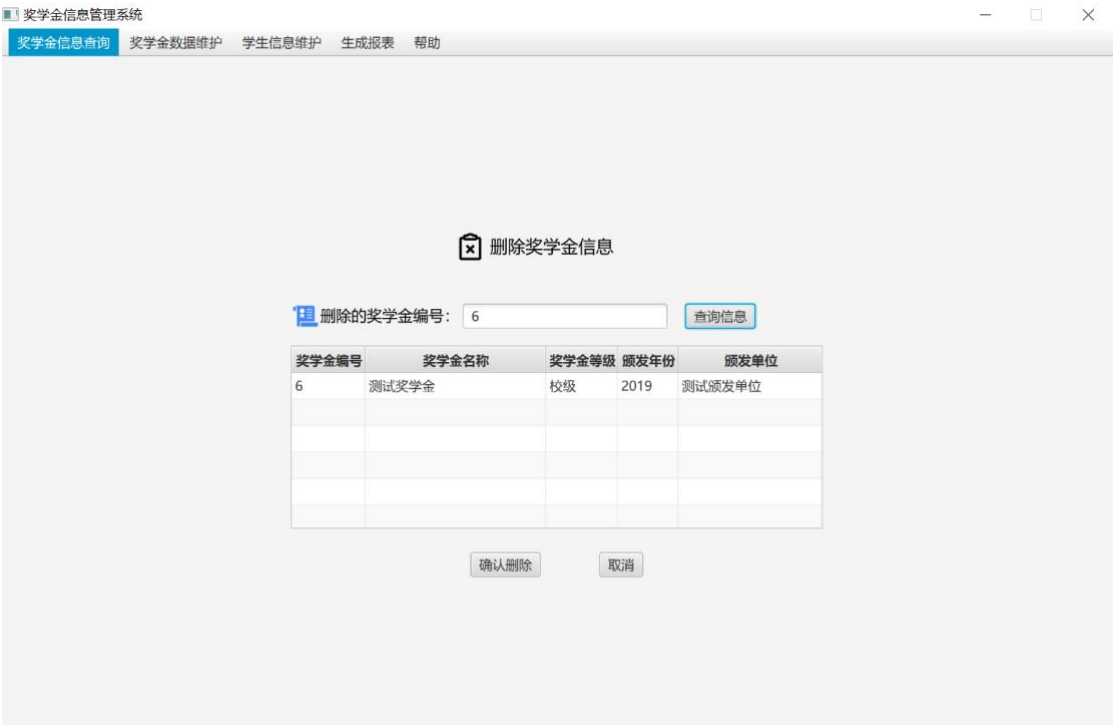 奖学金信息管理系统
奖学金信息查询 奖学金数据维护 学生信息维护 生成报表 帮助
删除奖学金信息
删除的奖学金编号： 6 查询信息
奖学金编号 奖学金名称 奖学金等级 颁发年份 颁发单位
6 测试奖学金 校级 2019 测试颁发单位
确认删除 取消